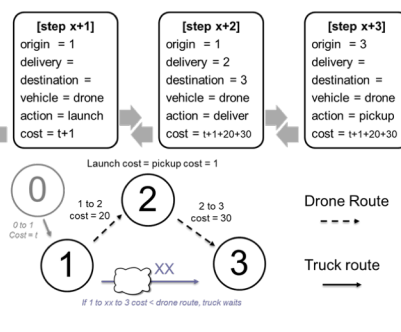 [step x+1]
origin = 1
delivery =
destination =
vehicle = drone
action = launch
cost = t+1
[step x+2]
origin = 1
delivery = 2
destination = 3
vehicle = drone
action = deliver
cost = t+1+20+30
[step x+3]
origin = 3
delivery =
destination =
vehicle = drone
action = pickup
cost = t+1+20+30
Launch cost = pickup cost = 1
0
0 to 1
Cost = t
1 to 2
cost = 20
2
2 to 3
cost = 30
1
XX
3
If 1 to xx to 3 cost < drone route, truck waits
Drone Route
Truck route